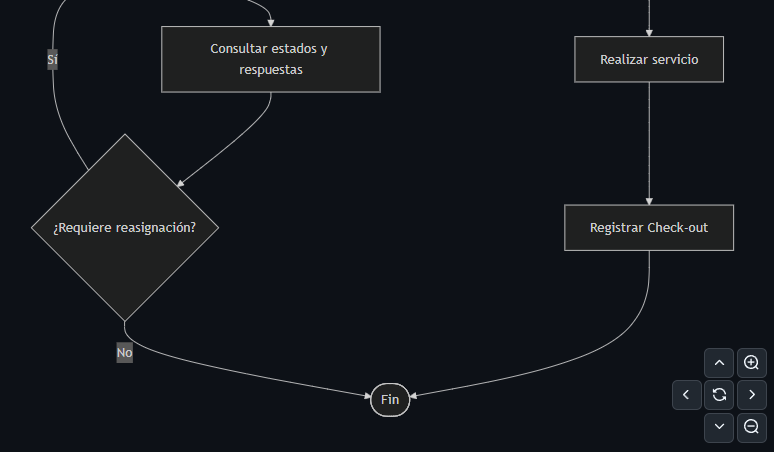 Sí
Consultar estados y
respuestas
Realizar servicio
¿Requiere reasignación?
Registrar Check-out
No
Fin